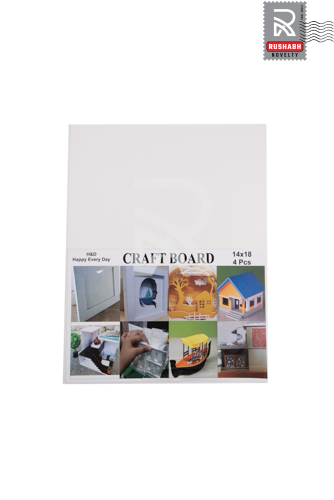 RUSHABH
NOVELTY
H&D
Happy Every Day
CRAFT BOARD
14x18
4 Pcs